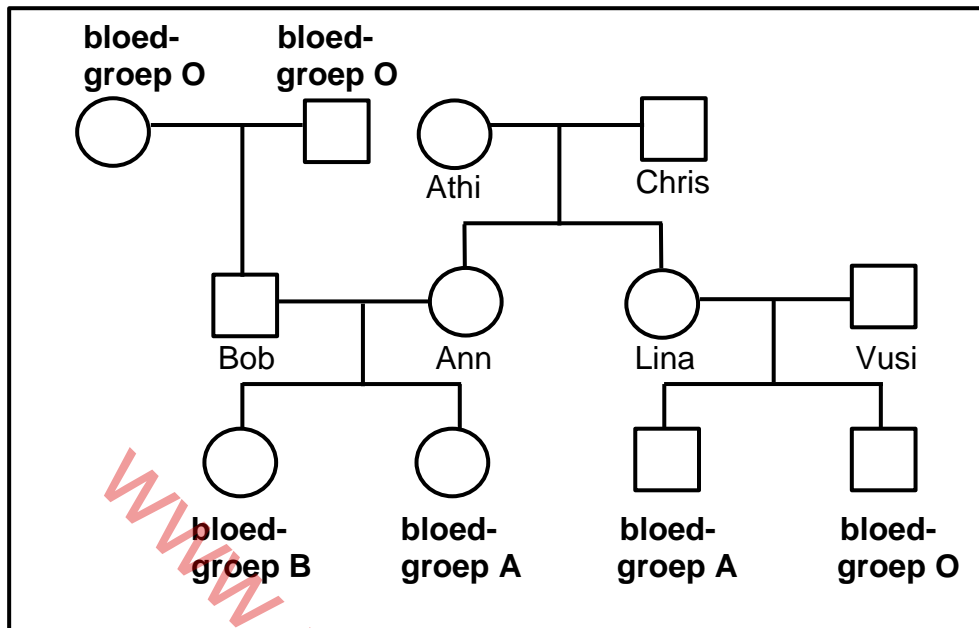 bloed-
groep O
bloed-
groep O
Athi
Chris
Bob
Ann
Lina
Vusi
bloed-
groep B
bloed-
groep A
bloed-
groep A
bloed-
groep O
www.